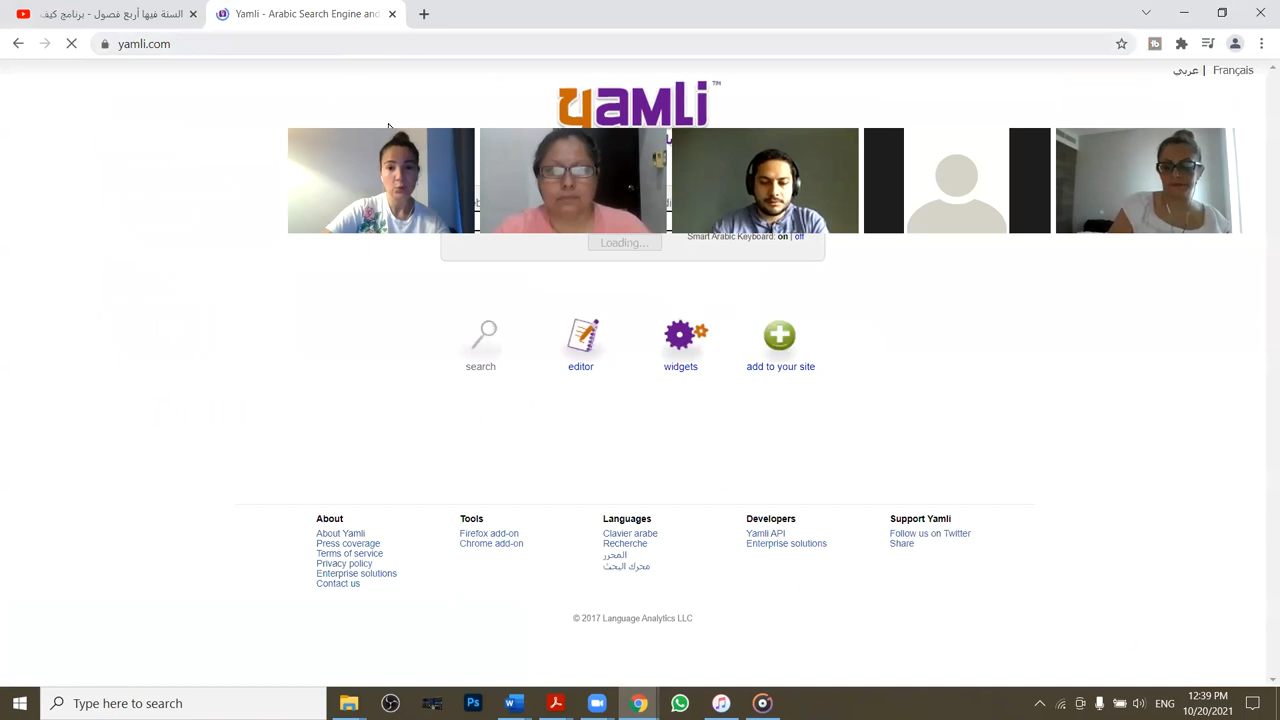 السنة فيها أربع فصول - برنامج كيف
Yamli - Arabic Search Engine and
yamli.com
عربي | Français
yamli™
Loading...
Smart Arabic Keyboard: on | off
search
editor
widgets
add to your site
About
About Yamli
Press coverage
Terms of service
Privacy policy
Enterprise solutions
Contact us
Tools
Firefox add-on
Chrome add-on
Languages
Clavier arabe
Recherche
المحرر
محرك البحث
Developers
Yamli API
Enterprise solutions
Support Yamli
Follow us on Twitter
Share
© 2017 Language Analytics LLC
Type here to search
ENG
12:39 PM
10/20/2021